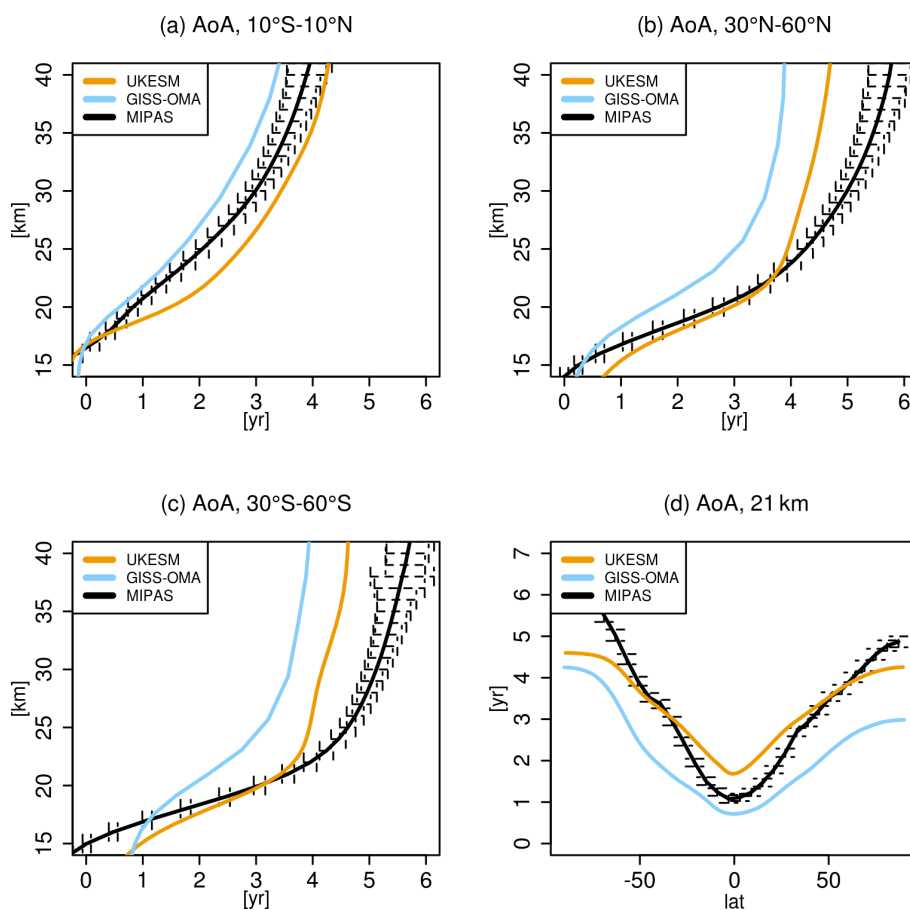 (a) AoA, 10°S-10°N
UKESM
GISS-OMA
MIPAS
[km]
15 20 25 30 35 40
0 1 2 3 4 5 6
[yr]
(b) AoA, 30°N-60°N
UKESM
GISS-OMA
MIPAS
[km]
15 20 25 30 35 40
0 1 2 3 4 5 6
[yr]
(c) AoA, 30°S-60°S
UKESM
GISS-OMA
MIPAS
[km]
15 20 25 30 35 40
0 1 2 3 4 5 6
[yr]
(d) AoA, 21 km
UKESM
GISS-OMA
MIPAS
[yr]
0 1 2 3 4 5 6 7
-50 0 50
lat